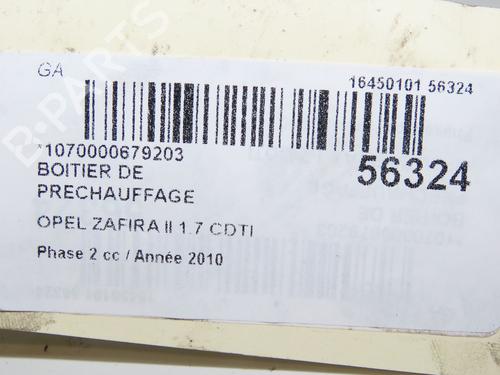 GA
16450101 56324
*1070000679203
56324
BOITIER DE
PRECHAUFFAGE
OPEL ZAFIRA II 1.7 CDTI
Phase 2 cc / Année 2010
B-PARTS